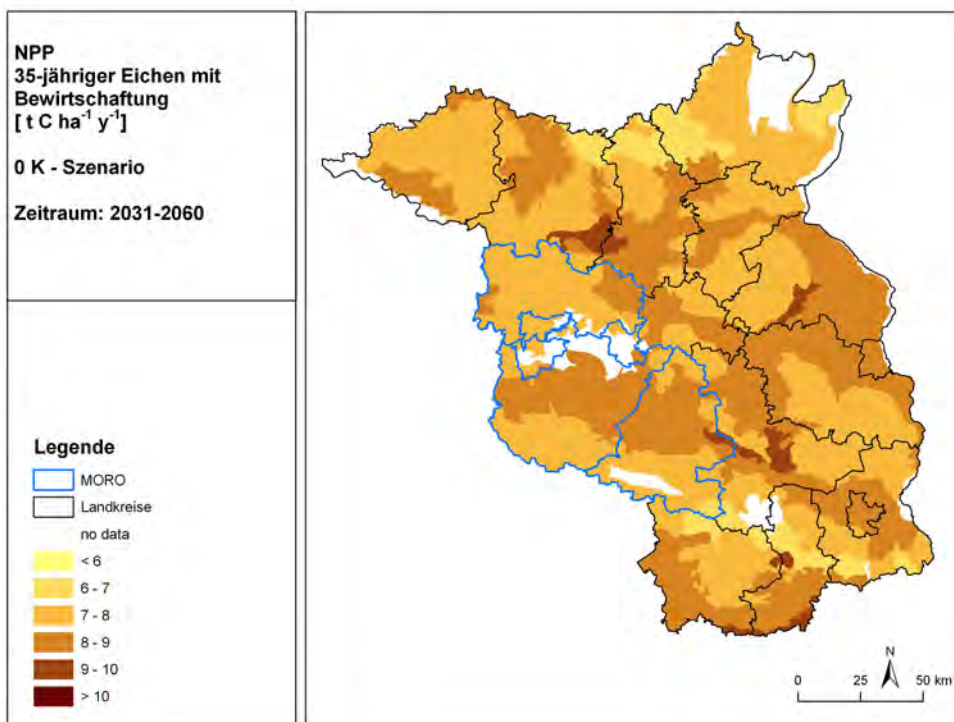 NPP
35-jähriger Eichen mit
Bewirtschaftung
[ t C ha⁻¹ y⁻¹]
0 K - Szenario
Zeitraum: 2031-2060
Legende
MORO
Landkreise
no data
< 6
6 - 7
7 - 8
8 - 9
9 - 10
> 10
N
0 25 50 km